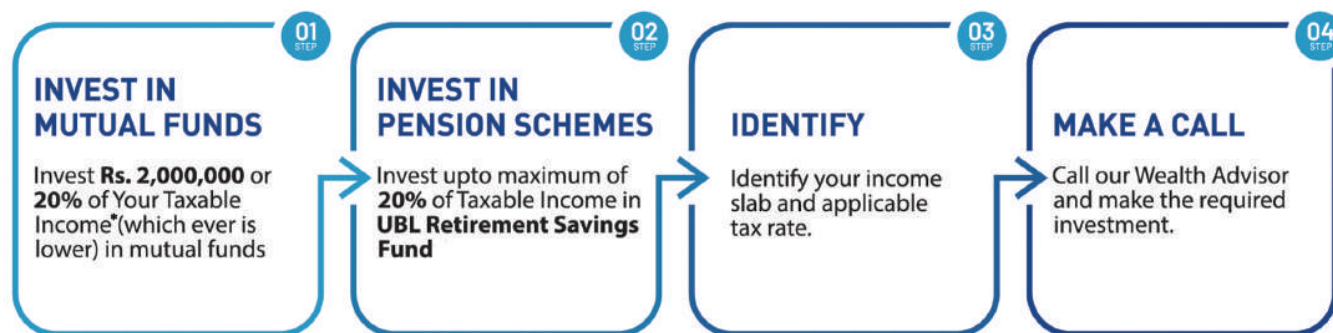 01
STEP
INVEST IN
MUTUAL FUNDS
Invest Rs. 2,000,000 or
20% of Your Taxable
Income*(which ever is
lower) in mutual funds
02
STEP
INVEST IN
PENSION SCHEMES
Invest upto maximum of
20% of Taxable Income in
UBL Retirement Savings
Fund
03
STEP
IDENTIFY
Identify your income
slab and applicable
tax rate.
04
STEP
MAKE A CALL
Call our Wealth Advisor
and make the required
investment.